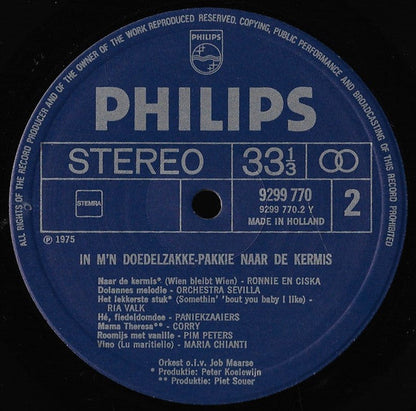 ALL RIGHTS OF THE RECORD PRODUCER AND OF THE OWNER OF THE WORK REPRODUCED RESERVED. COPYING, PUBLIC PERFORMANCE AND BROADCASTING OF THIS RECORD PROHIBITED
PHILIPS
PHILIPS
STEREO 33 1/3
STEMRA
9299 770
9299 770.2 Y
MADE IN HOLLAND
2
℗ 1975
IN M'N DOEDELZAKKE-PAKKIE NAAR DE KERMIS
Naar de kermis* (Wien bleibt Wien) - RONNIE EN CISKA
Dolannes melodie - ORCHESTRA SEVILLA
Het lekkerste stuk* (Somethin' 'bout you baby I like) -
RIA VALK
Hé, fiedeldomdee - PANIEKZAAIERS
Mama Theresa** - CORRY
Roomijs met vanille - PIM PETERS
Vino (Lu maritiello) - MARIA CHIANTI
Orkest o.l.v. Job Maarse
* Produktie: Peter Koelewijn
** Produktie: Piet Souer